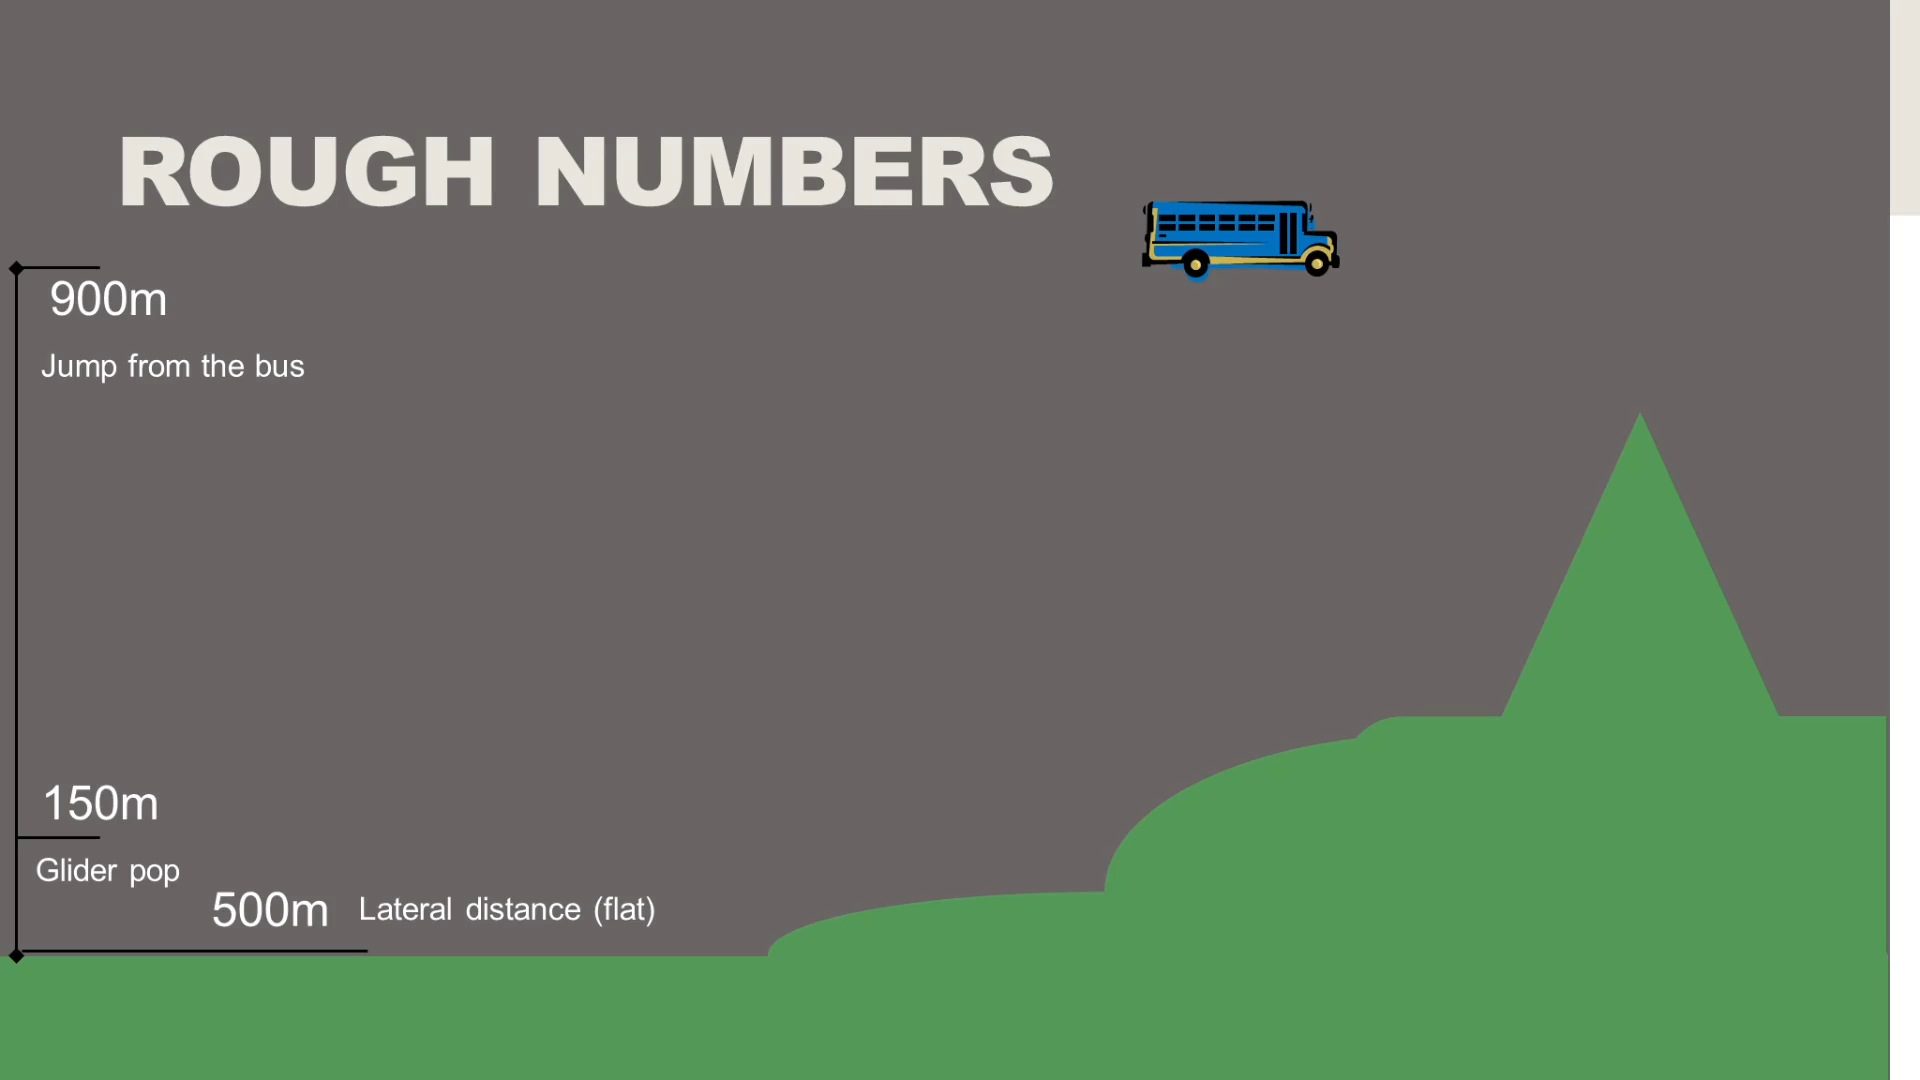 ROUGH NUMBERS
900m
Jump from the bus
150m
Glider pop
500m Lateral distance (flat)